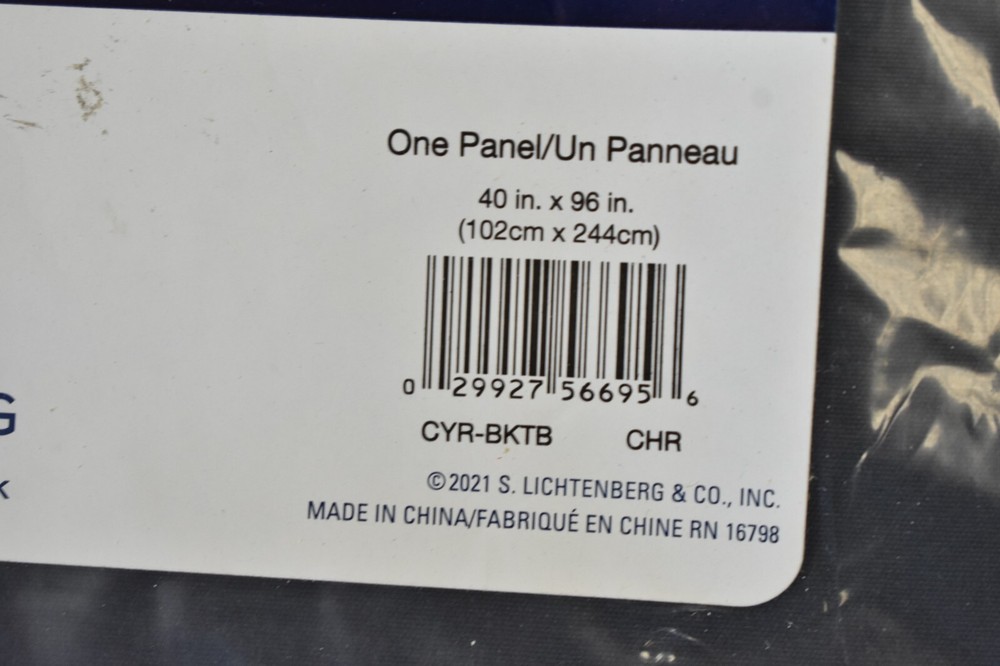 One Panel/Un Panneau
40 in. x 96 in.
(102cm x 244cm)
0 29927 56695 6
CYR-BKTB CHR
G
K
©2021 S. LICHTENBERG & CO., INC.
MADE IN CHINA/FABRIQUÉ EN CHINE RN 16798